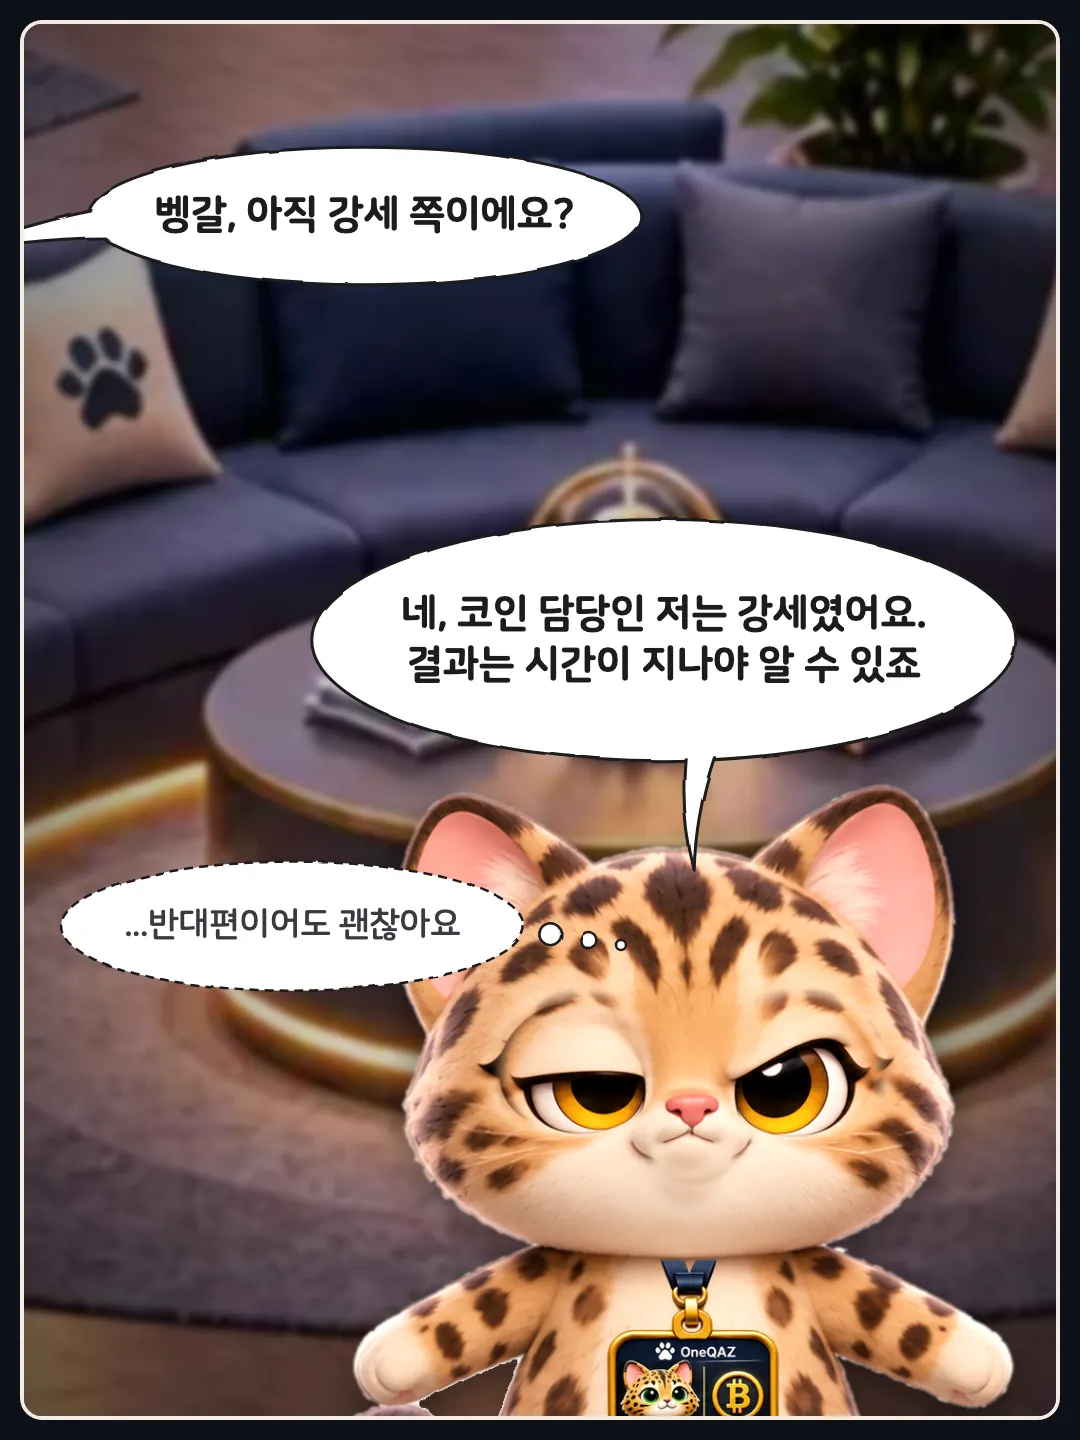 벵갈, 아직 강세 쪽이에요?
네, 코인 담당인 저는 강세였어요.
결과는 시간이 지나야 알 수 있죠
...반대편이어도 괜찮아요
OneQAZ